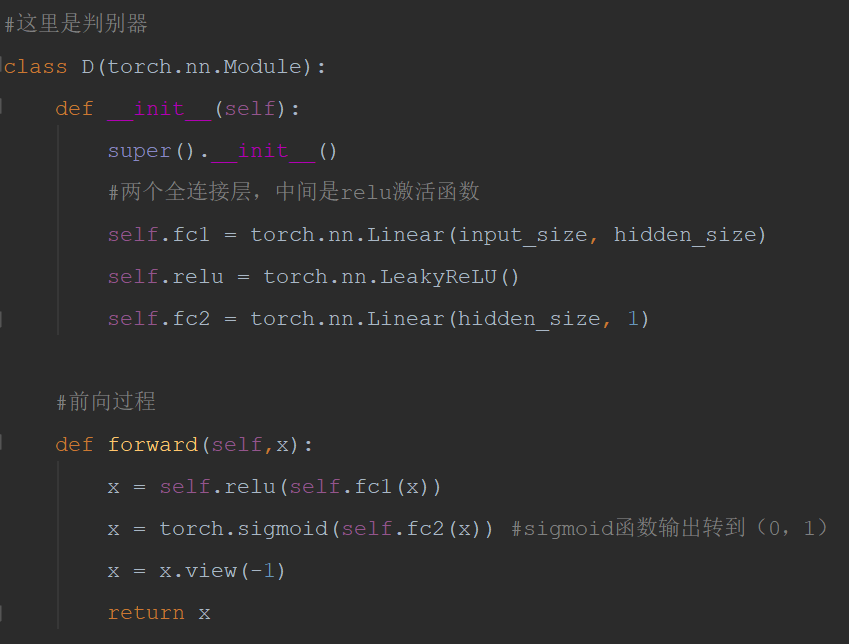 #这里是判别器
class D(torch.nn.Module):
    def __init__(self):
        super().__init__()
        #两个全连接层，中间是relu激活函数
        self.fc1 = torch.nn.Linear(input_size, hidden_size)
        self.relu = torch.nn.LeakyReLU()
        self.fc2 = torch.nn.Linear(hidden_size, 1)
    #前向过程
    def forward(self,x):
        x = self.relu(self.fc1(x))
        x = torch.sigmoid(self.fc2(x)) #sigmoid函数输出转到（0，1）
        x = x.view(-1)
        return x